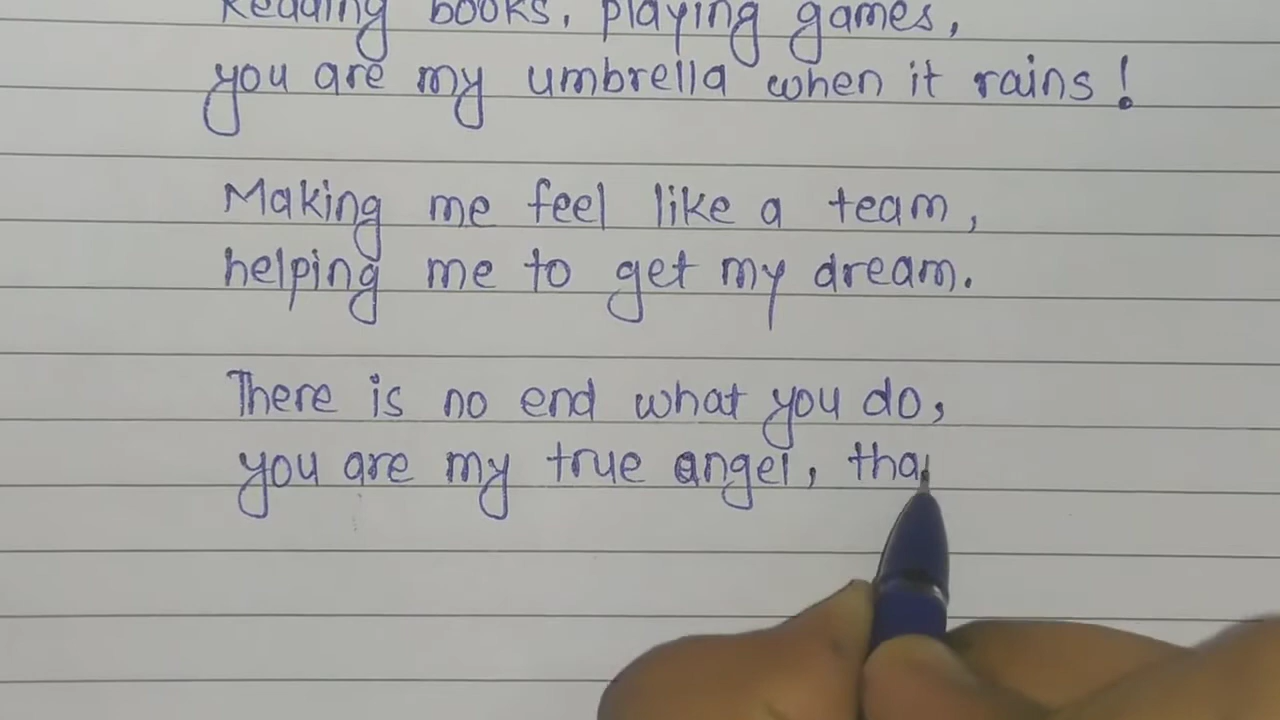 Reading books, playing games,
you are my umbrella when it rains!
Making me feel like a team,
helping me to get my dream.
There is no end what you do,
you are my true angel, tha